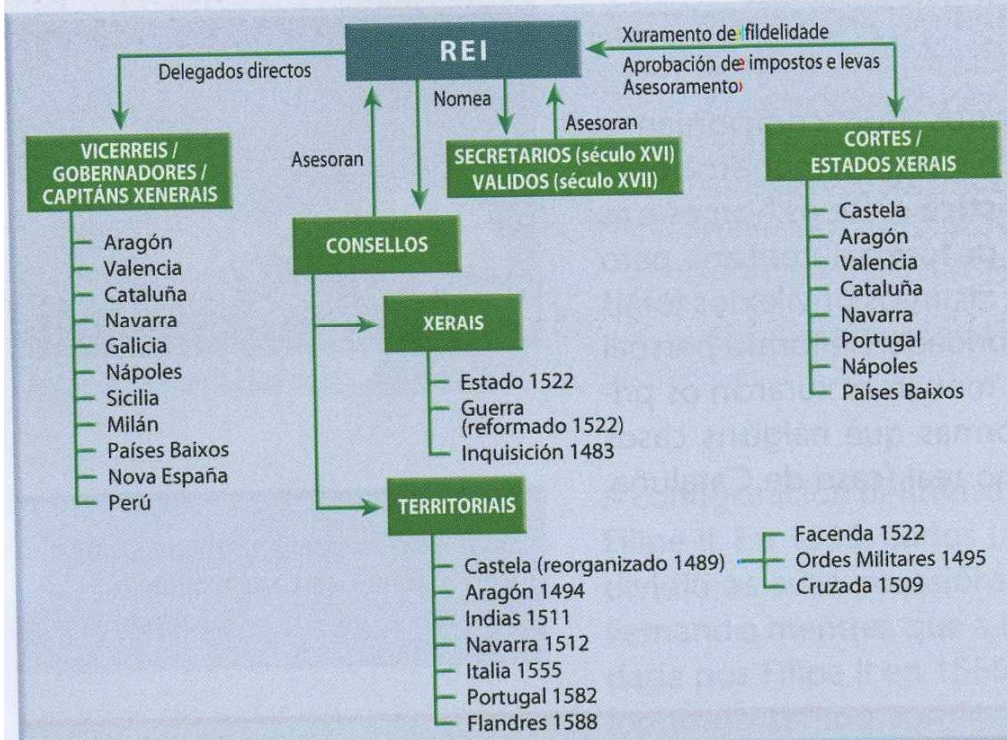 REI
Delegados directos
Nomea
Asesoran
Asesoran
Xuramento de fildelidade
Aprobación de impostos e levas
Asesoramento
VICERREIS /
GOBERNADORES /
CAPITÁNS XENERAIS
Aragón
Valencia
Cataluña
Navarra
Galicia
Nápoles
Sicilia
Milán
Países Baixos
Nova España
Perú
SECRETARIOS (século XVI)
VALIDOS (século XVII)
CONSELLOS
XERAIS
Estado 1522
Guerra
(reformado 1522)
Inquisición 1483
TERRITORIAIS
Castela (reorganizado 1489)
Aragón 1494
Indias 1511
Navarra 1512
Italia 1555
Portugal 1582
Flandres 1588
Facenda 1522
Ordes Militares 1495
Cruzada 1509
CORTES /
ESTADOS XERAIS
Castela
Aragón
Valencia
Cataluña
Navarra
Portugal
Nápoles
Países Baixos